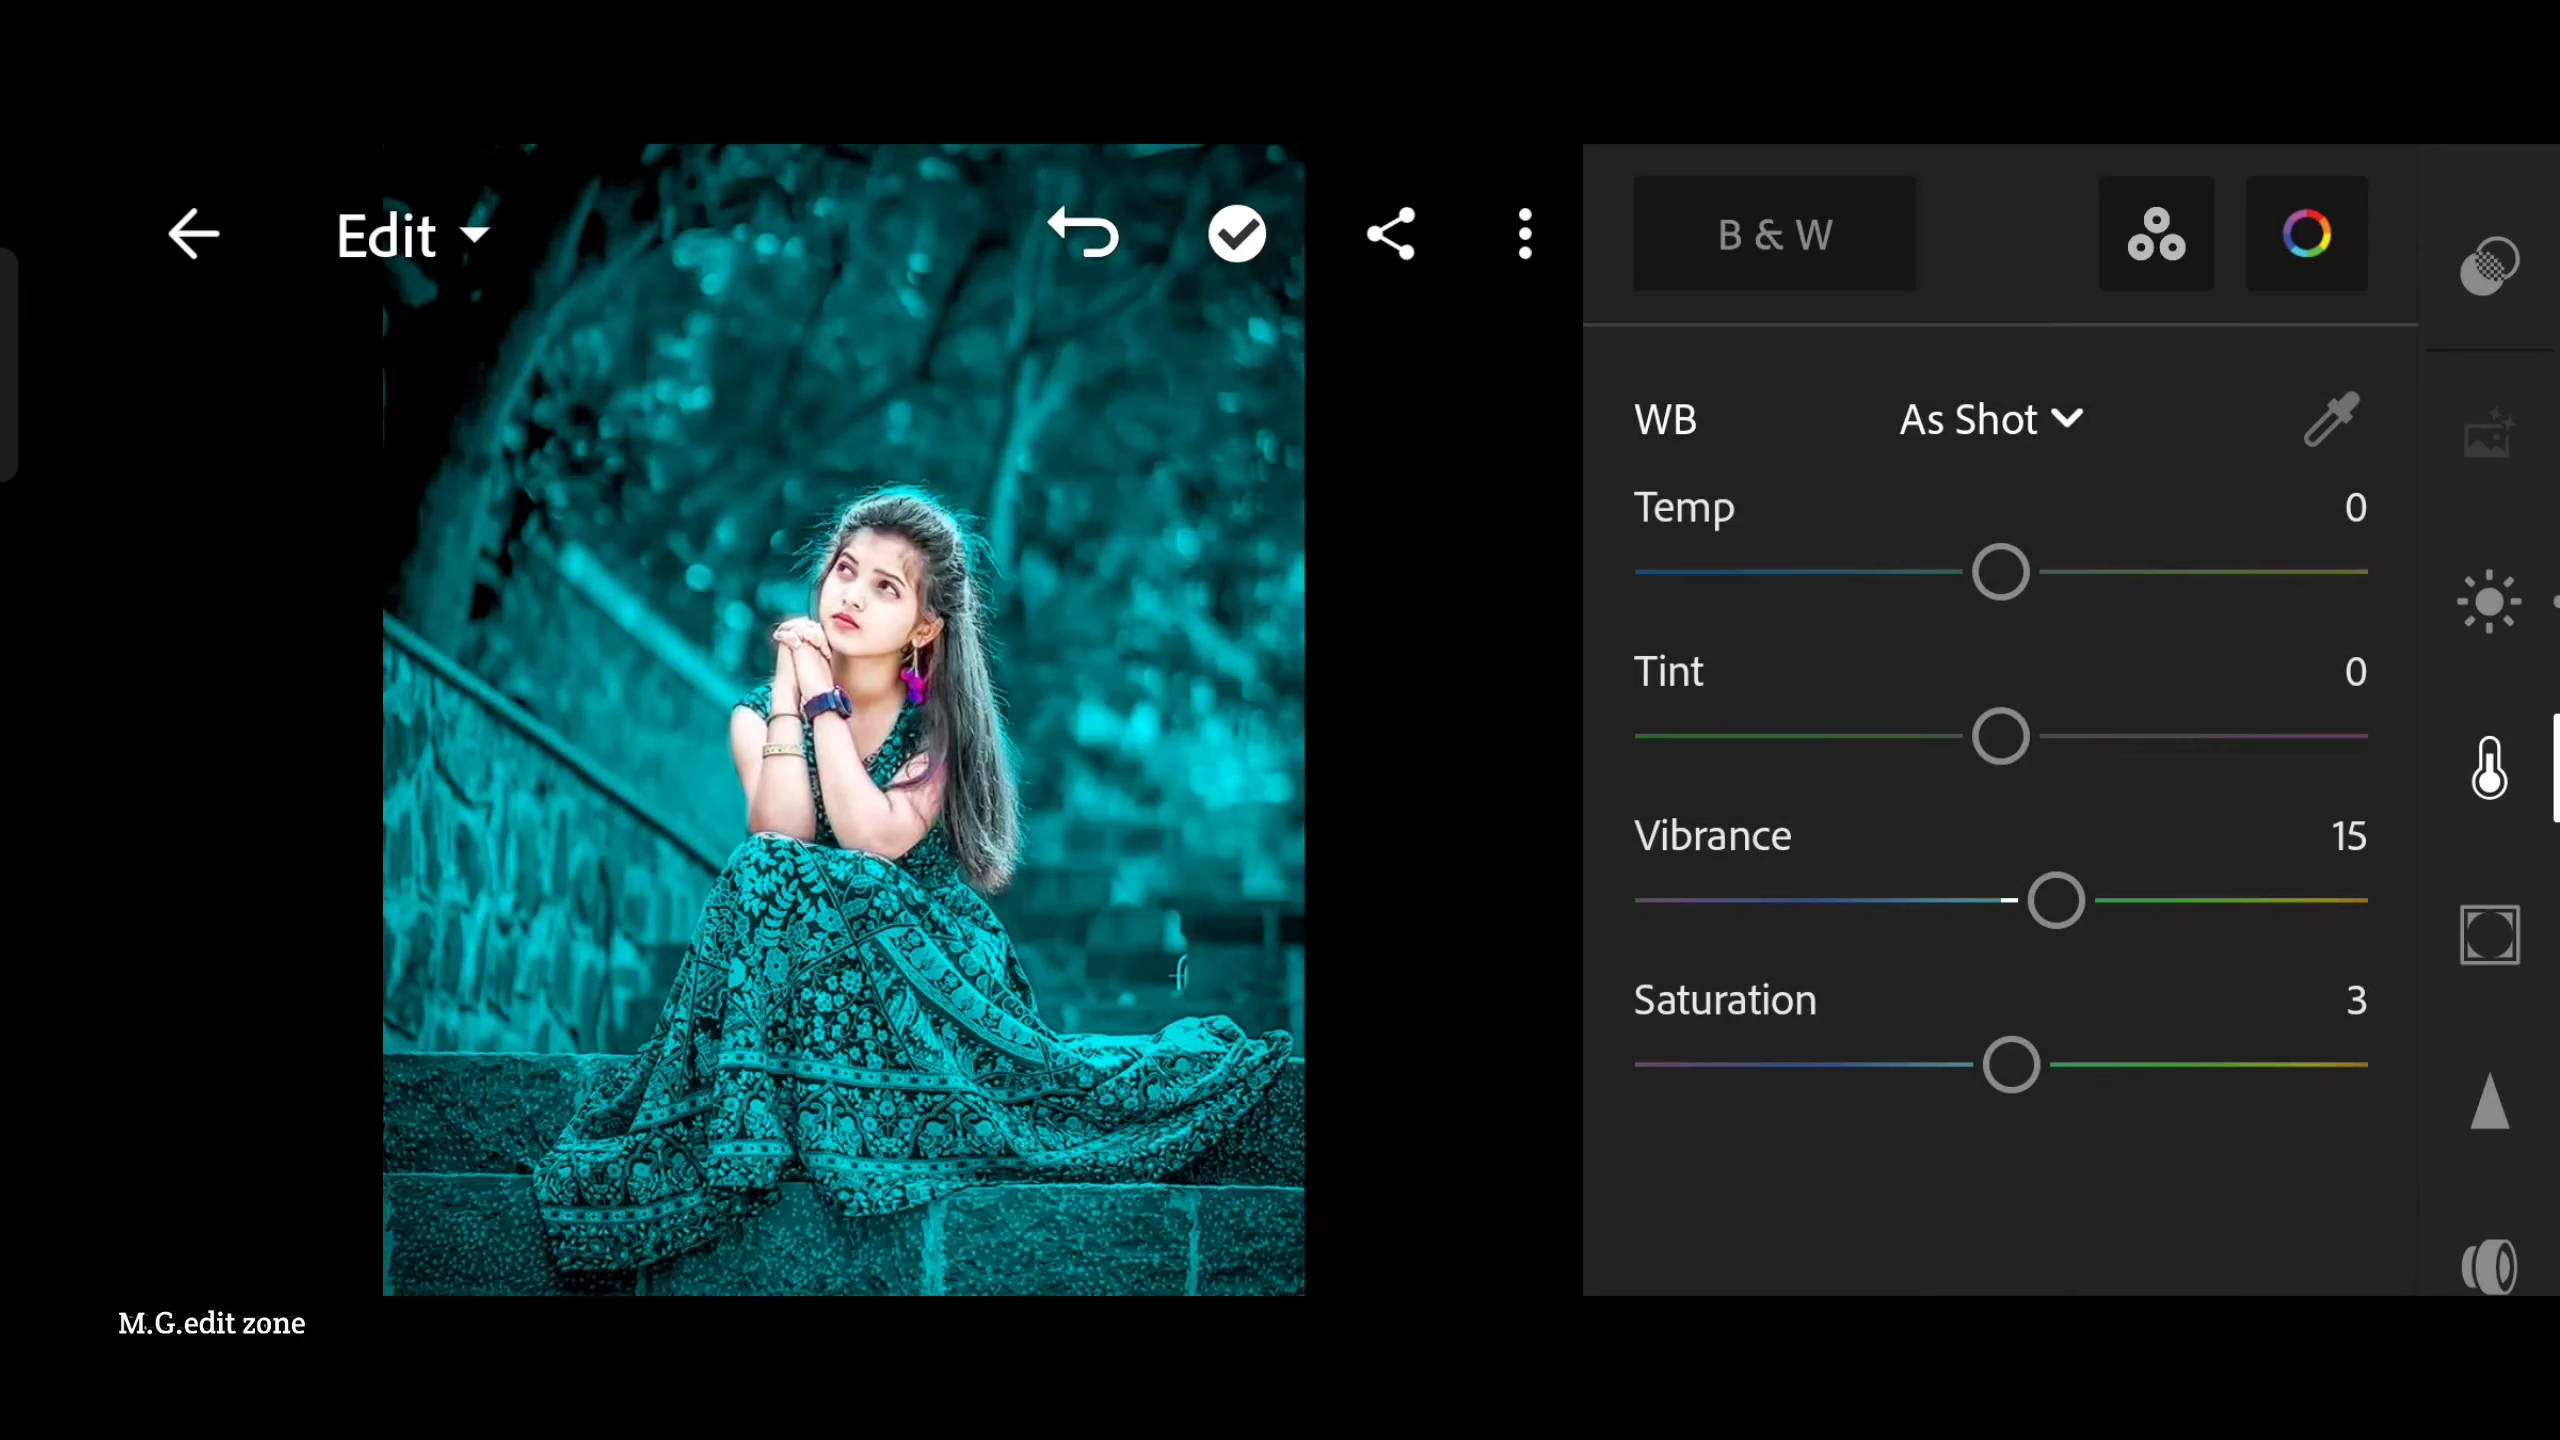 Edit
B & W
WB As Shot
Temp 0
Tint 0
Vibrance 15
Saturation 3
M.G.edit zone